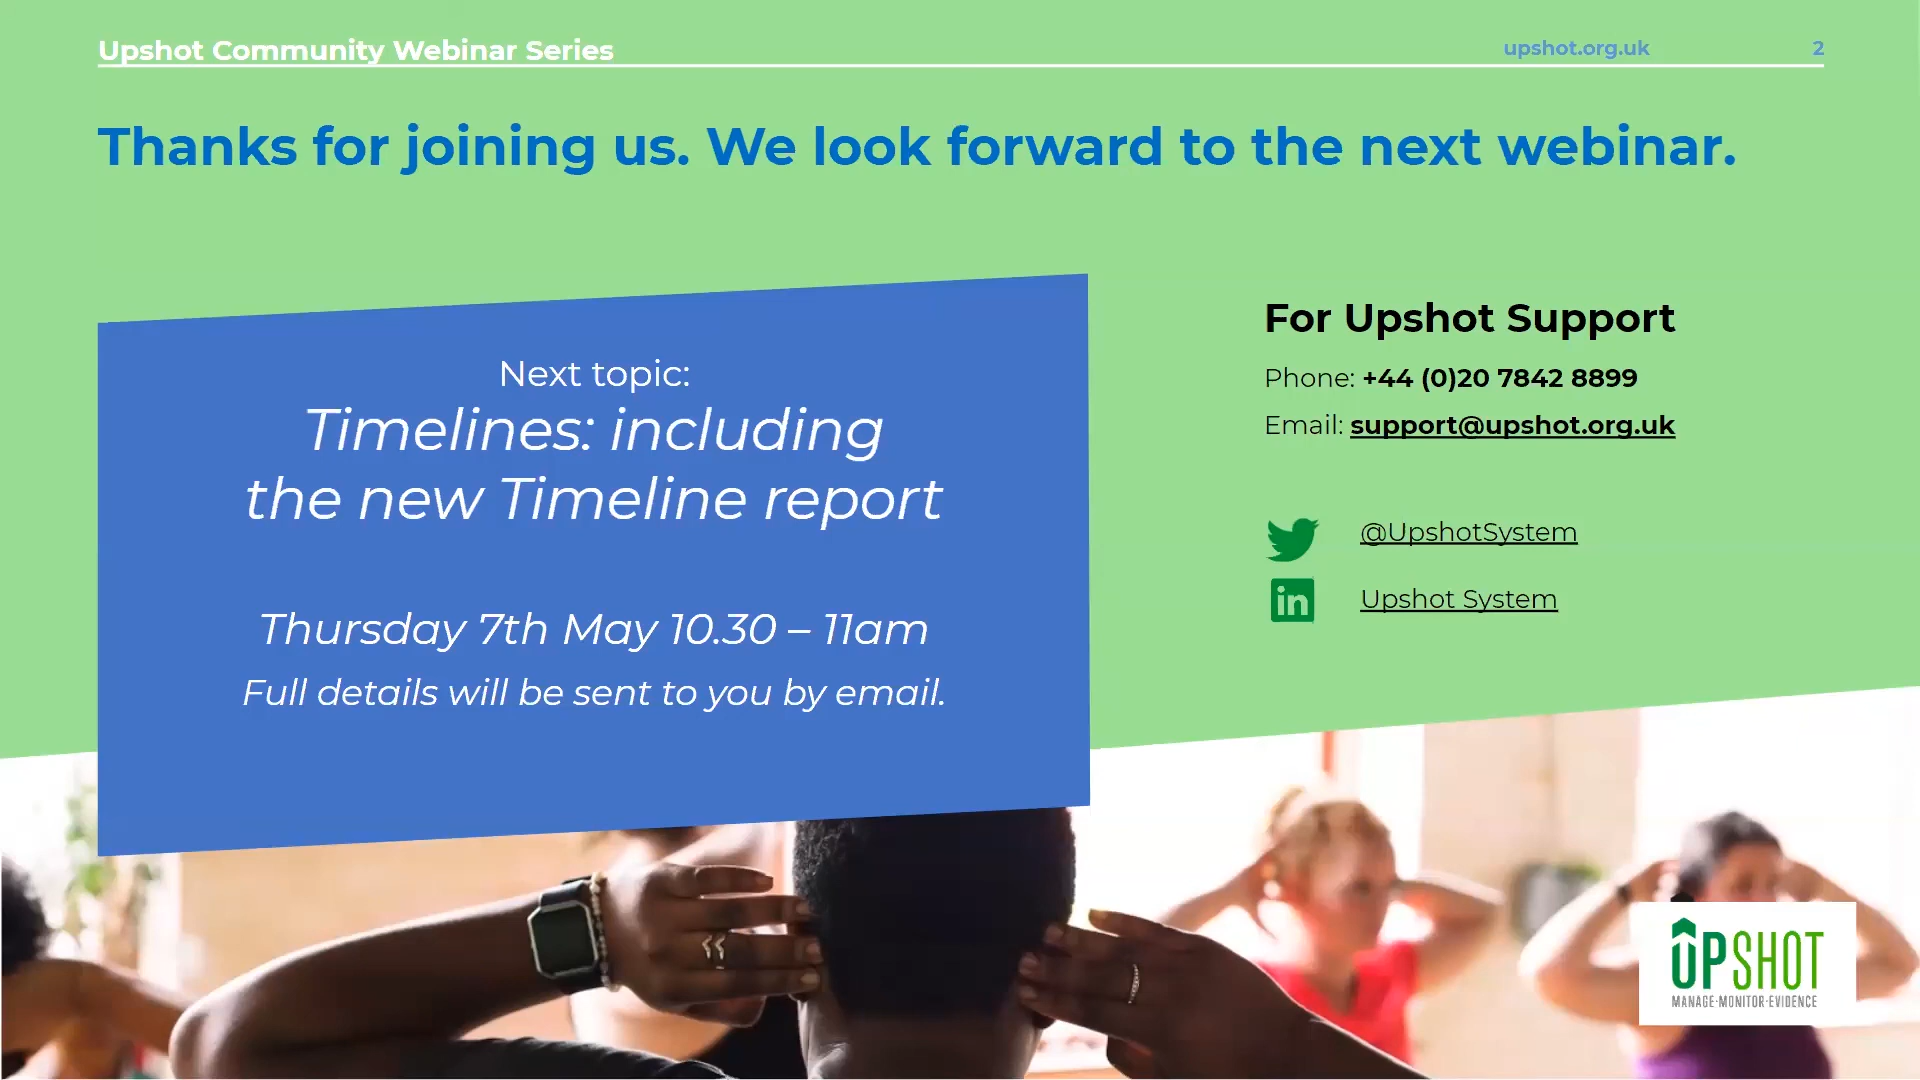 Upshot Community Webinar Series
upshot.org.uk
2
Thanks for joining us. We look forward to the next webinar.
Next topic:
Timelines: including
the new Timeline report
Thursday 7th May 10.30 – 11am
Full details will be sent to you by email.
For Upshot Support
Phone: +44 (0)20 7842 8899
Email: support@upshot.org.uk
@UpshotSystem
in
Upshot System
UPSHOT
MANAGE·MONITOR·EVIDENCE